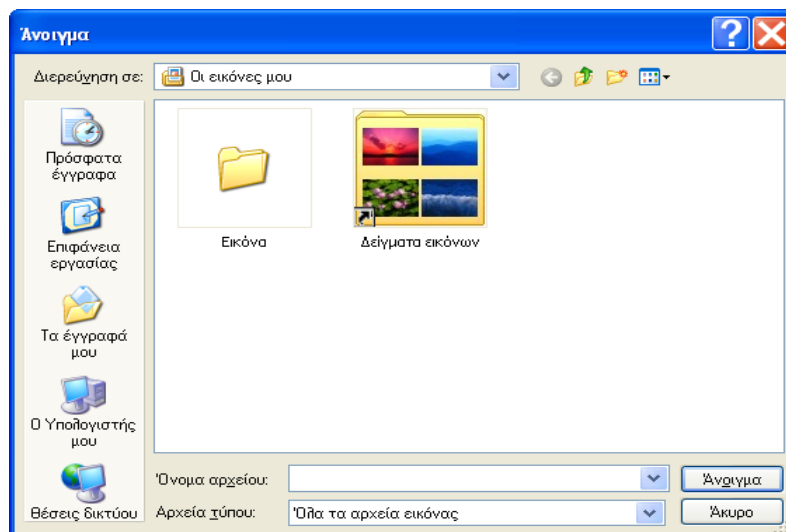 Άνοιγμα
Διερεύνηση σε:
Οι εικόνες μου
Πρόσφατα
έγγραφα
Επιφάνεια
εργασίας
Τα έγγραφά
μου
Ο Υπολογιστής
μου
Θέσεις δικτύου
Εικόνα
Δείγματα εικόνων
Όνομα αρχείου:
Άνοιγμα
Αρχεία τύπου:
Όλα τα αρχεία εικόνας
Άκυρο